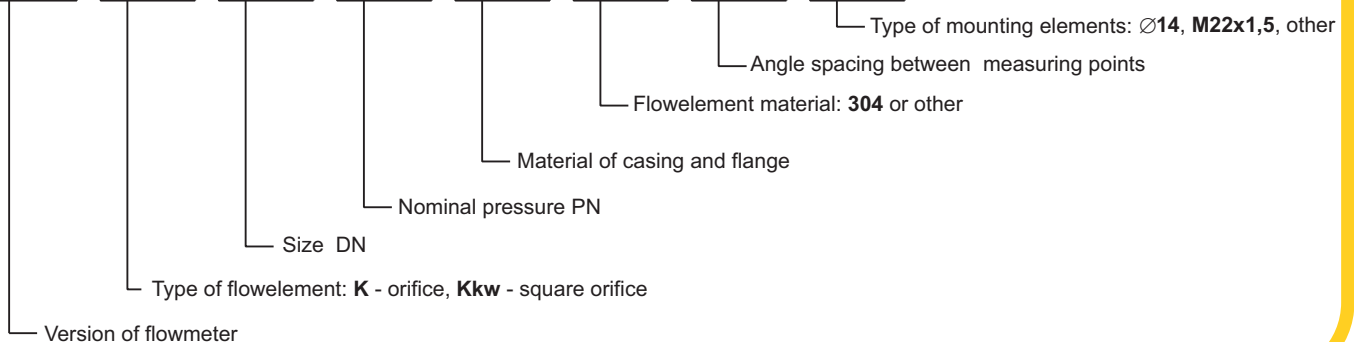 Type of mounting elements: ∅14, M22x1,5, other
Angle spacing between measuring points
Flowelement material: 304 or other
Material of casing and flange
Nominal pressure PN
Size DN
Type of flowelement: K - orifice, Kkw - square orifice
Version of flowmeter